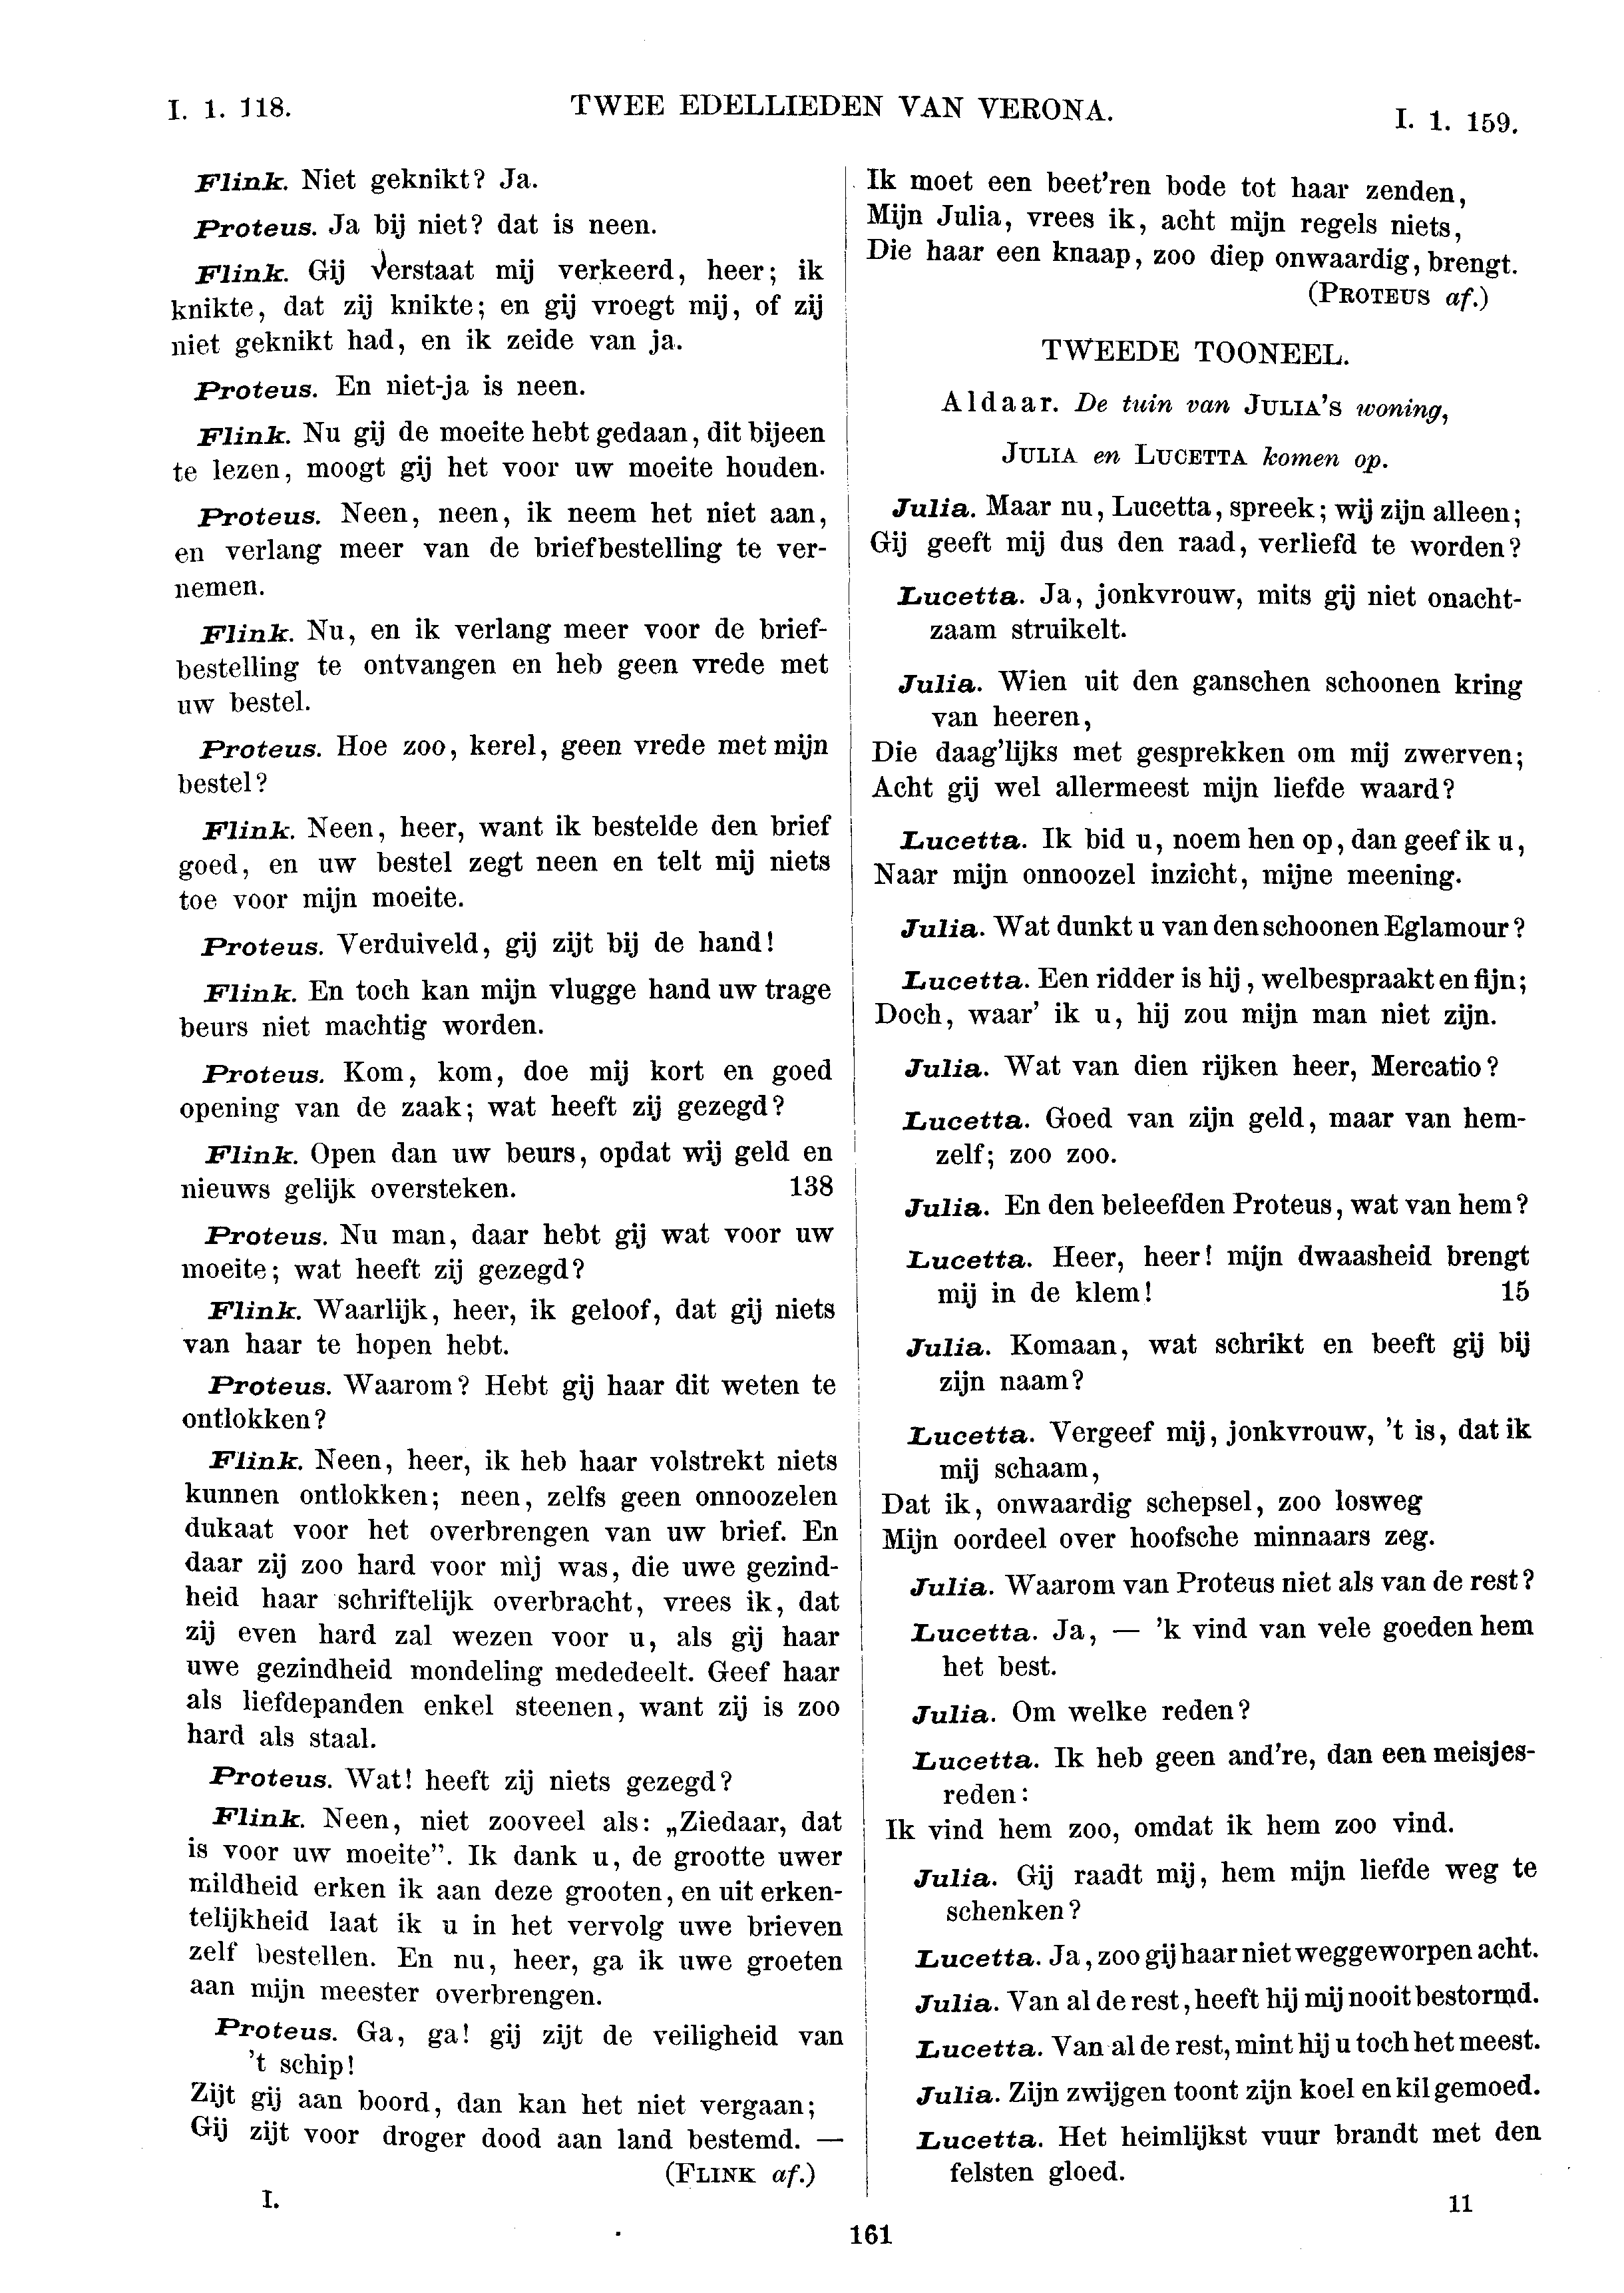 I. 1. 118.
TWEE EDELLIEDEN VAN VERONA.
I. 1. 159.
Flink. Niet geknikt? Ja.
Proteus. Ja bij niet? dat is neen.
Flink. Gij verstaat mij verkeerd, heer; ik
knikte, dat zij knikte; en gij vroegt mij, of zij
niet geknikt had, en ik zeide van ja.
Proteus. En niet-ja is neen.
Flink. Nu gij de moeite hebt gedaan, dit bijeen
te lezen, moogt gij het voor uw moeite houden.
Proteus. Neen, neen, ik neem het niet aan,
en verlang meer van de briefbestelling te ver-
nemen.
Flink. Nu, en ik verlang meer voor de brief-
bestelling te ontvangen en heb geen vrede met
uw bestel.
Proteus. Hoe zoo, kerel, geen vrede met mijn
bestel?
Flink. Neen, heer, want ik bestelde den brief
goed, en uw bestel zegt neen en telt mij niets
toe voor mijn moeite.
Proteus. Verduiveld, gij zijt bij de hand!
Flink. En toch kan mijn vlugge hand uw trage
beurs niet machtig worden.
Proteus. Kom, kom, doe mij kort en goed
opening van de zaak; wat heeft zij gezegd?
Flink. Open dan uw beurs, opdat wij geld en
nieuws gelijk oversteken. 138
Proteus. Nu man, daar hebt gij wat voor uw
moeite; wat heeft zij gezegd?
Flink. Waarlijk, heer, ik geloof, dat gij niets
van haar te hopen hebt.
Proteus. Waarom? Hebt gij haar dit weten te
ontlokken?
Flink. Neen, heer, ik heb haar volstrekt niets
kunnen ontlokken; neen, zelfs geen onnoozelen
dukaat voor het overbrengen van uw brief. En
daar zij zoo hard voor mij was, die uwe gezind-
heid haar schriftelijk overbracht, vrees ik, dat
zij even hard zal wezen voor u, als gij haar
uwe gezindheid mondeling mededeelt. Geef haar
als liefdepanden enkel steenen, want zij is zoo
hard als staal.
Proteus. Wat! heeft zij niets gezegd?
Flink. Neen, niet zooveel als: „Ziedaar, dat
is voor uw moeite”. Ik dank u, de grootte uwer
mildheid erken ik aan deze grooten, en uit erken-
telijkheid laat ik u in het vervolg uwe brieven
zelf bestellen. En nu, heer, ga ik uwe groeten
aan mijn meester overbrengen.
Proteus. Ga, ga! gij zijt de veiligheid van
't schip!
Zijt gij aan boord, dan kan het niet vergaan;
Gij zijt voor droger dood aan land bestemd. —
(FLINK af.)
I.
Ik moet een beet'ren bode tot haar zenden,
Mijn Julia, vrees ik, acht mijn regels niets,
Die haar een knaap, zoo diep onwaardig, brengt.
(PROTEUS af.)
TWEEDE TOONEEL.
Aldaar. De tuin van JULIA'S woning,
JULIA en LUCETTA komen op.
Julia. Maar nu, Lucetta, spreek; wij zijn alleen;
Gij geeft mij dus den raad, verliefd te worden?
Lucetta. Ja, jonkvrouw, mits gij niet onacht-
zaam struikelt.
Julia. Wien uit den ganschen schoonen kring
van heeren,
Die daag'lijks met gesprekken om mij zwerven;
Acht gij wel allermeest mijn liefde waard?
Lucetta. Ik bid u, noem hen op, dan geef ik u,
Naar mijn onnoozel inzicht, mijne meening.
Julia. Wat dunkt u van den schoonen Eglamour?
Lucetta. Een ridder is hij, welbespraakt en fijn;
Doch, waar' ik u, hij zou mijn man niet zijn.
Julia. Wat van dien rijken heer, Mercatio?
Lucetta. Goed van zijn geld, maar van hem-
zelf; zoo zoo.
Julia. En den beleefden Proteus, wat van hem?
Lucetta. Heer, heer! mijn dwaasheid brengt
mij in de klem! 15
Julia. Komaan, wat schrikt en beeft gij bij
zijn naam?
Lucetta. Vergeef mij, jonkvrouw, 't is, dat ik
mij schaam,
Dat ik, onwaardig schepsel, zoo losweg
Mijn oordeel over hoofsche minnaars zeg.
Julia. Waarom van Proteus niet als van de rest?
Lucetta. Ja, — 'k vind van vele goeden hem
het best.
Julia. Om welke reden?
Lucetta. Ik heb geen and're, dan een meisjes-
reden:
Ik vind hem zoo, omdat ik hem zoo vind.
Julia. Gij raadt mij, hem mijn liefde weg te
schenken?
Lucetta. Ja, zoo gij haar niet weggeworpen acht.
Julia. Van al de rest, heeft hij mij nooit bestormd.
Lucetta. Van al de rest, mint hij u toch het meest.
Julia. Zijn zwijgen toont zijn koel en kil gemoed.
Lucetta. Het heimlijkst vuur brandt met den
felsten gloed.
11
161